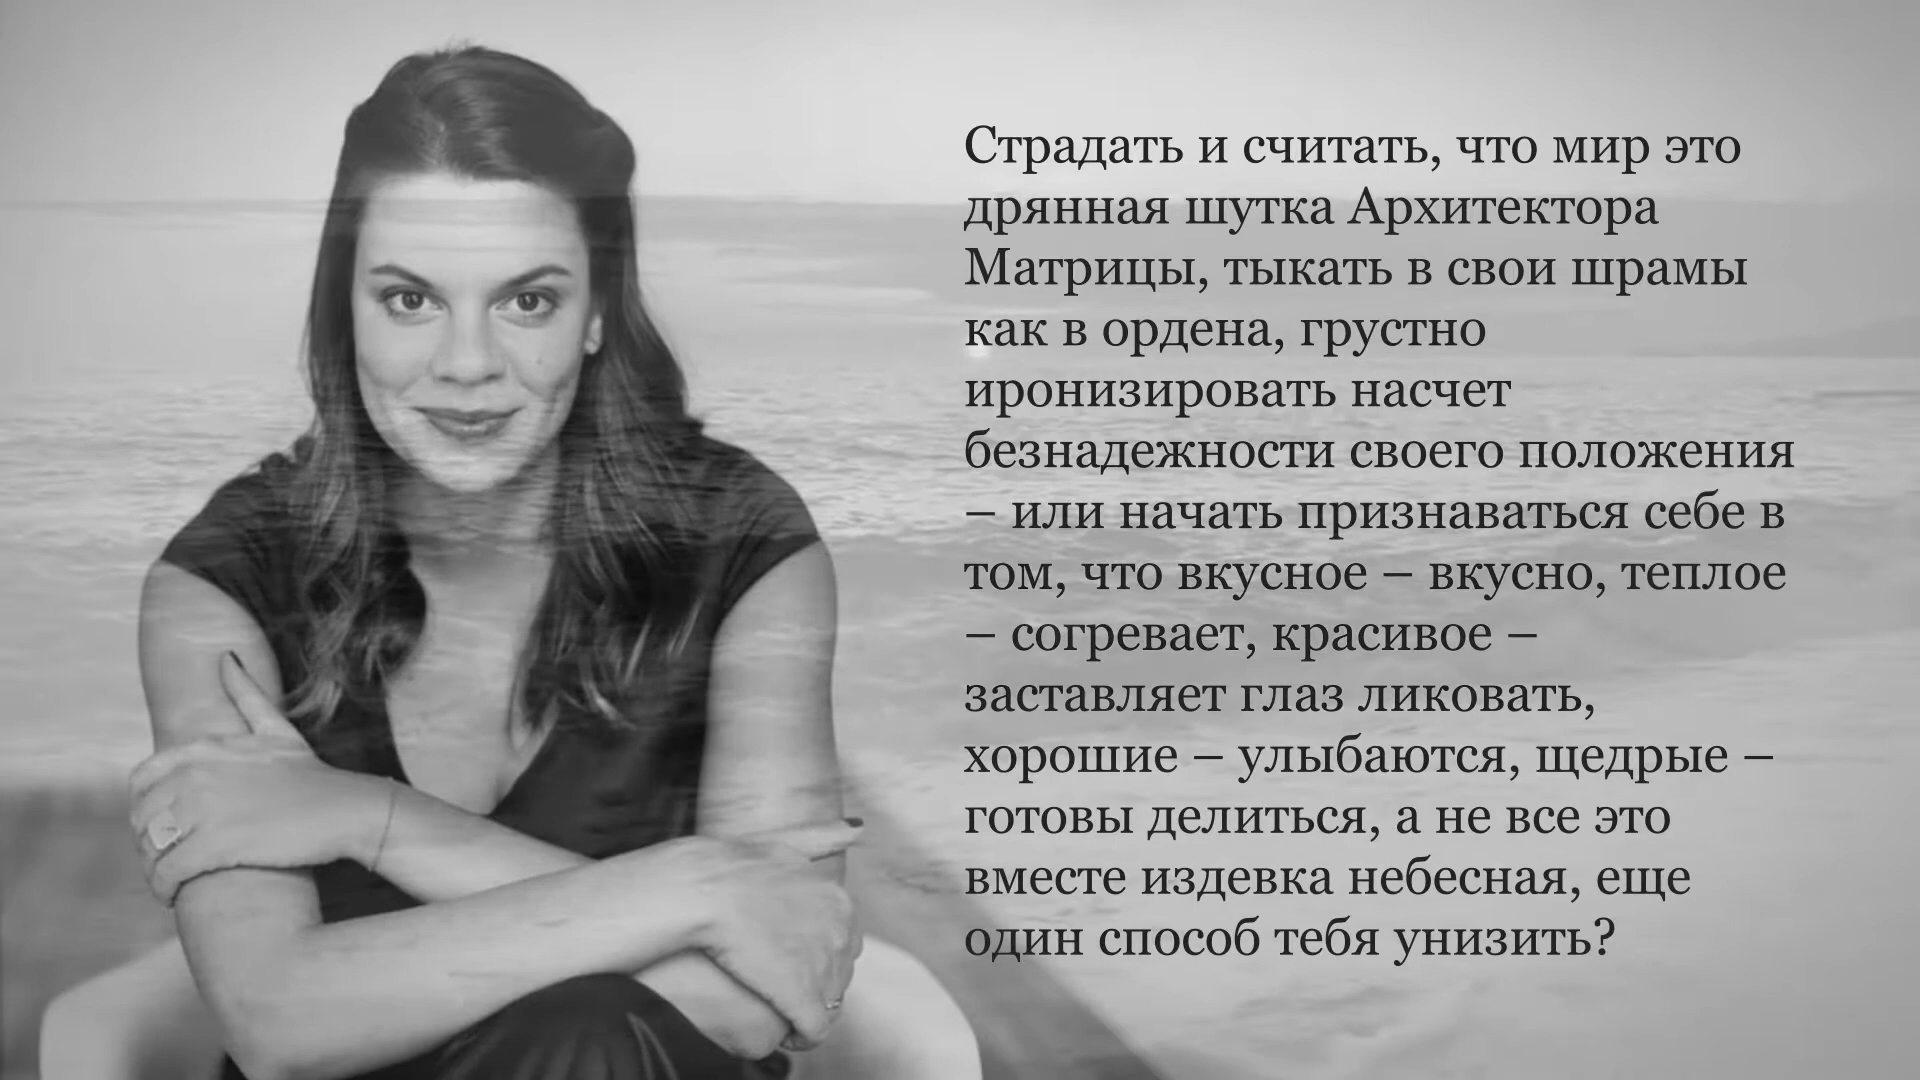 Страдать и считать, что мир это
дрянная шутка Архитектора
Матрицы, тыкать в свои шрамы
как в ордена, грустно
иронизировать насчет
безнадежности своего положения
– или начать признаваться себе в
том, что вкусное – вкусно, теплое
– согревает, красивое –
заставляет глаз ликовать,
хорошие – улыбаются, щедрые –
готовы делиться, а не все это
вместе издевка небесная, еще
один способ тебя унизить?